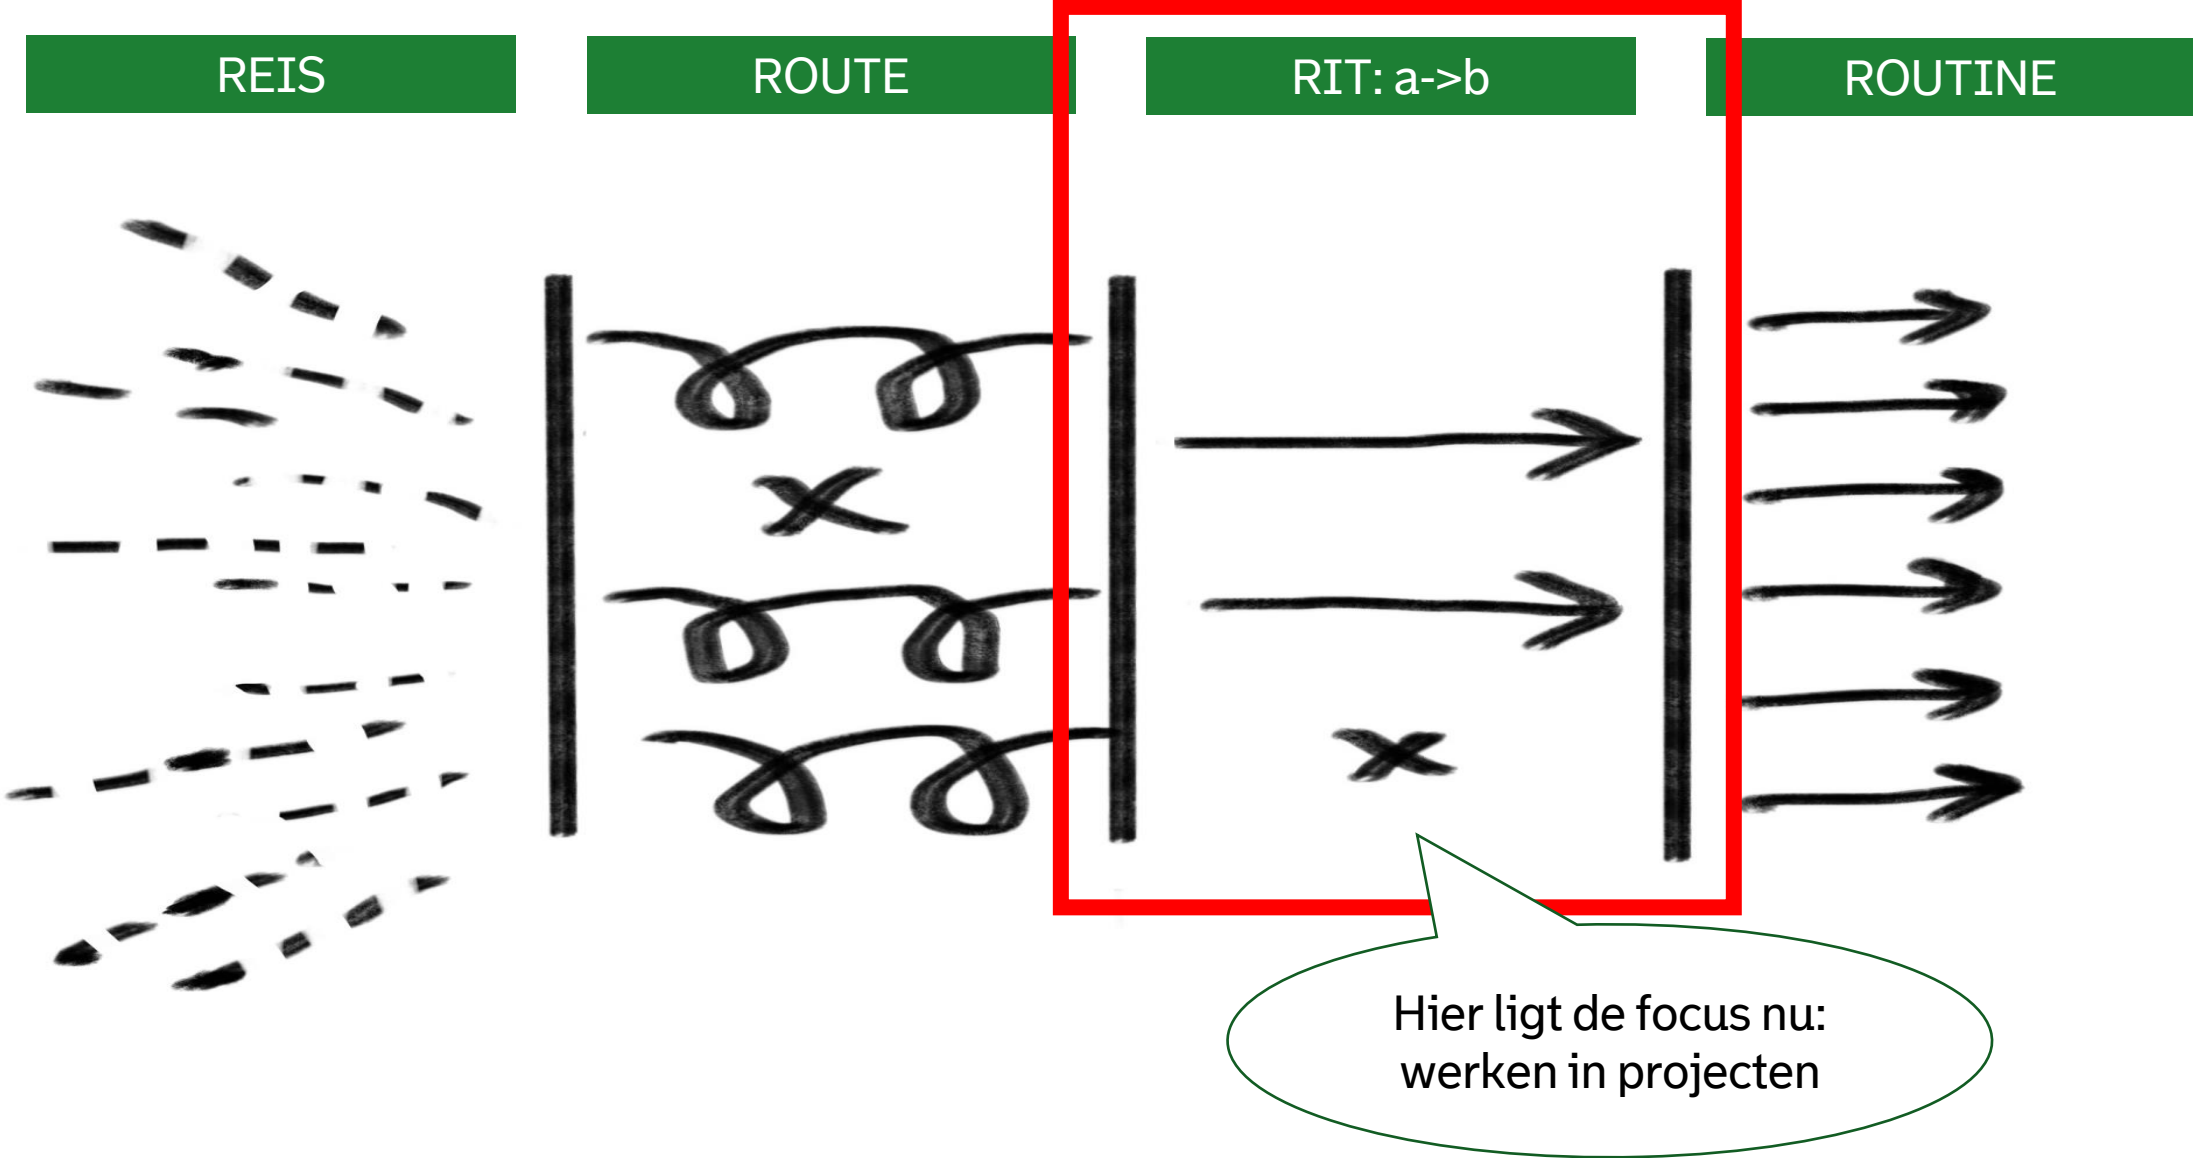 REIS
ROUTE
RIT: a->b
ROUTINE
Hier ligt de focus nu:
werken in projecten